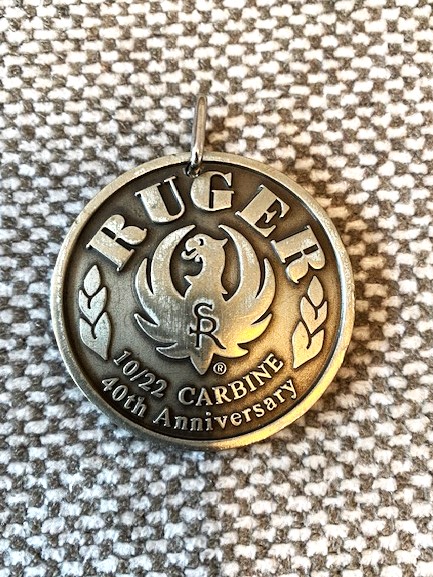 RUGER
SR
®
10/22 CARBINE
40th Anniversary